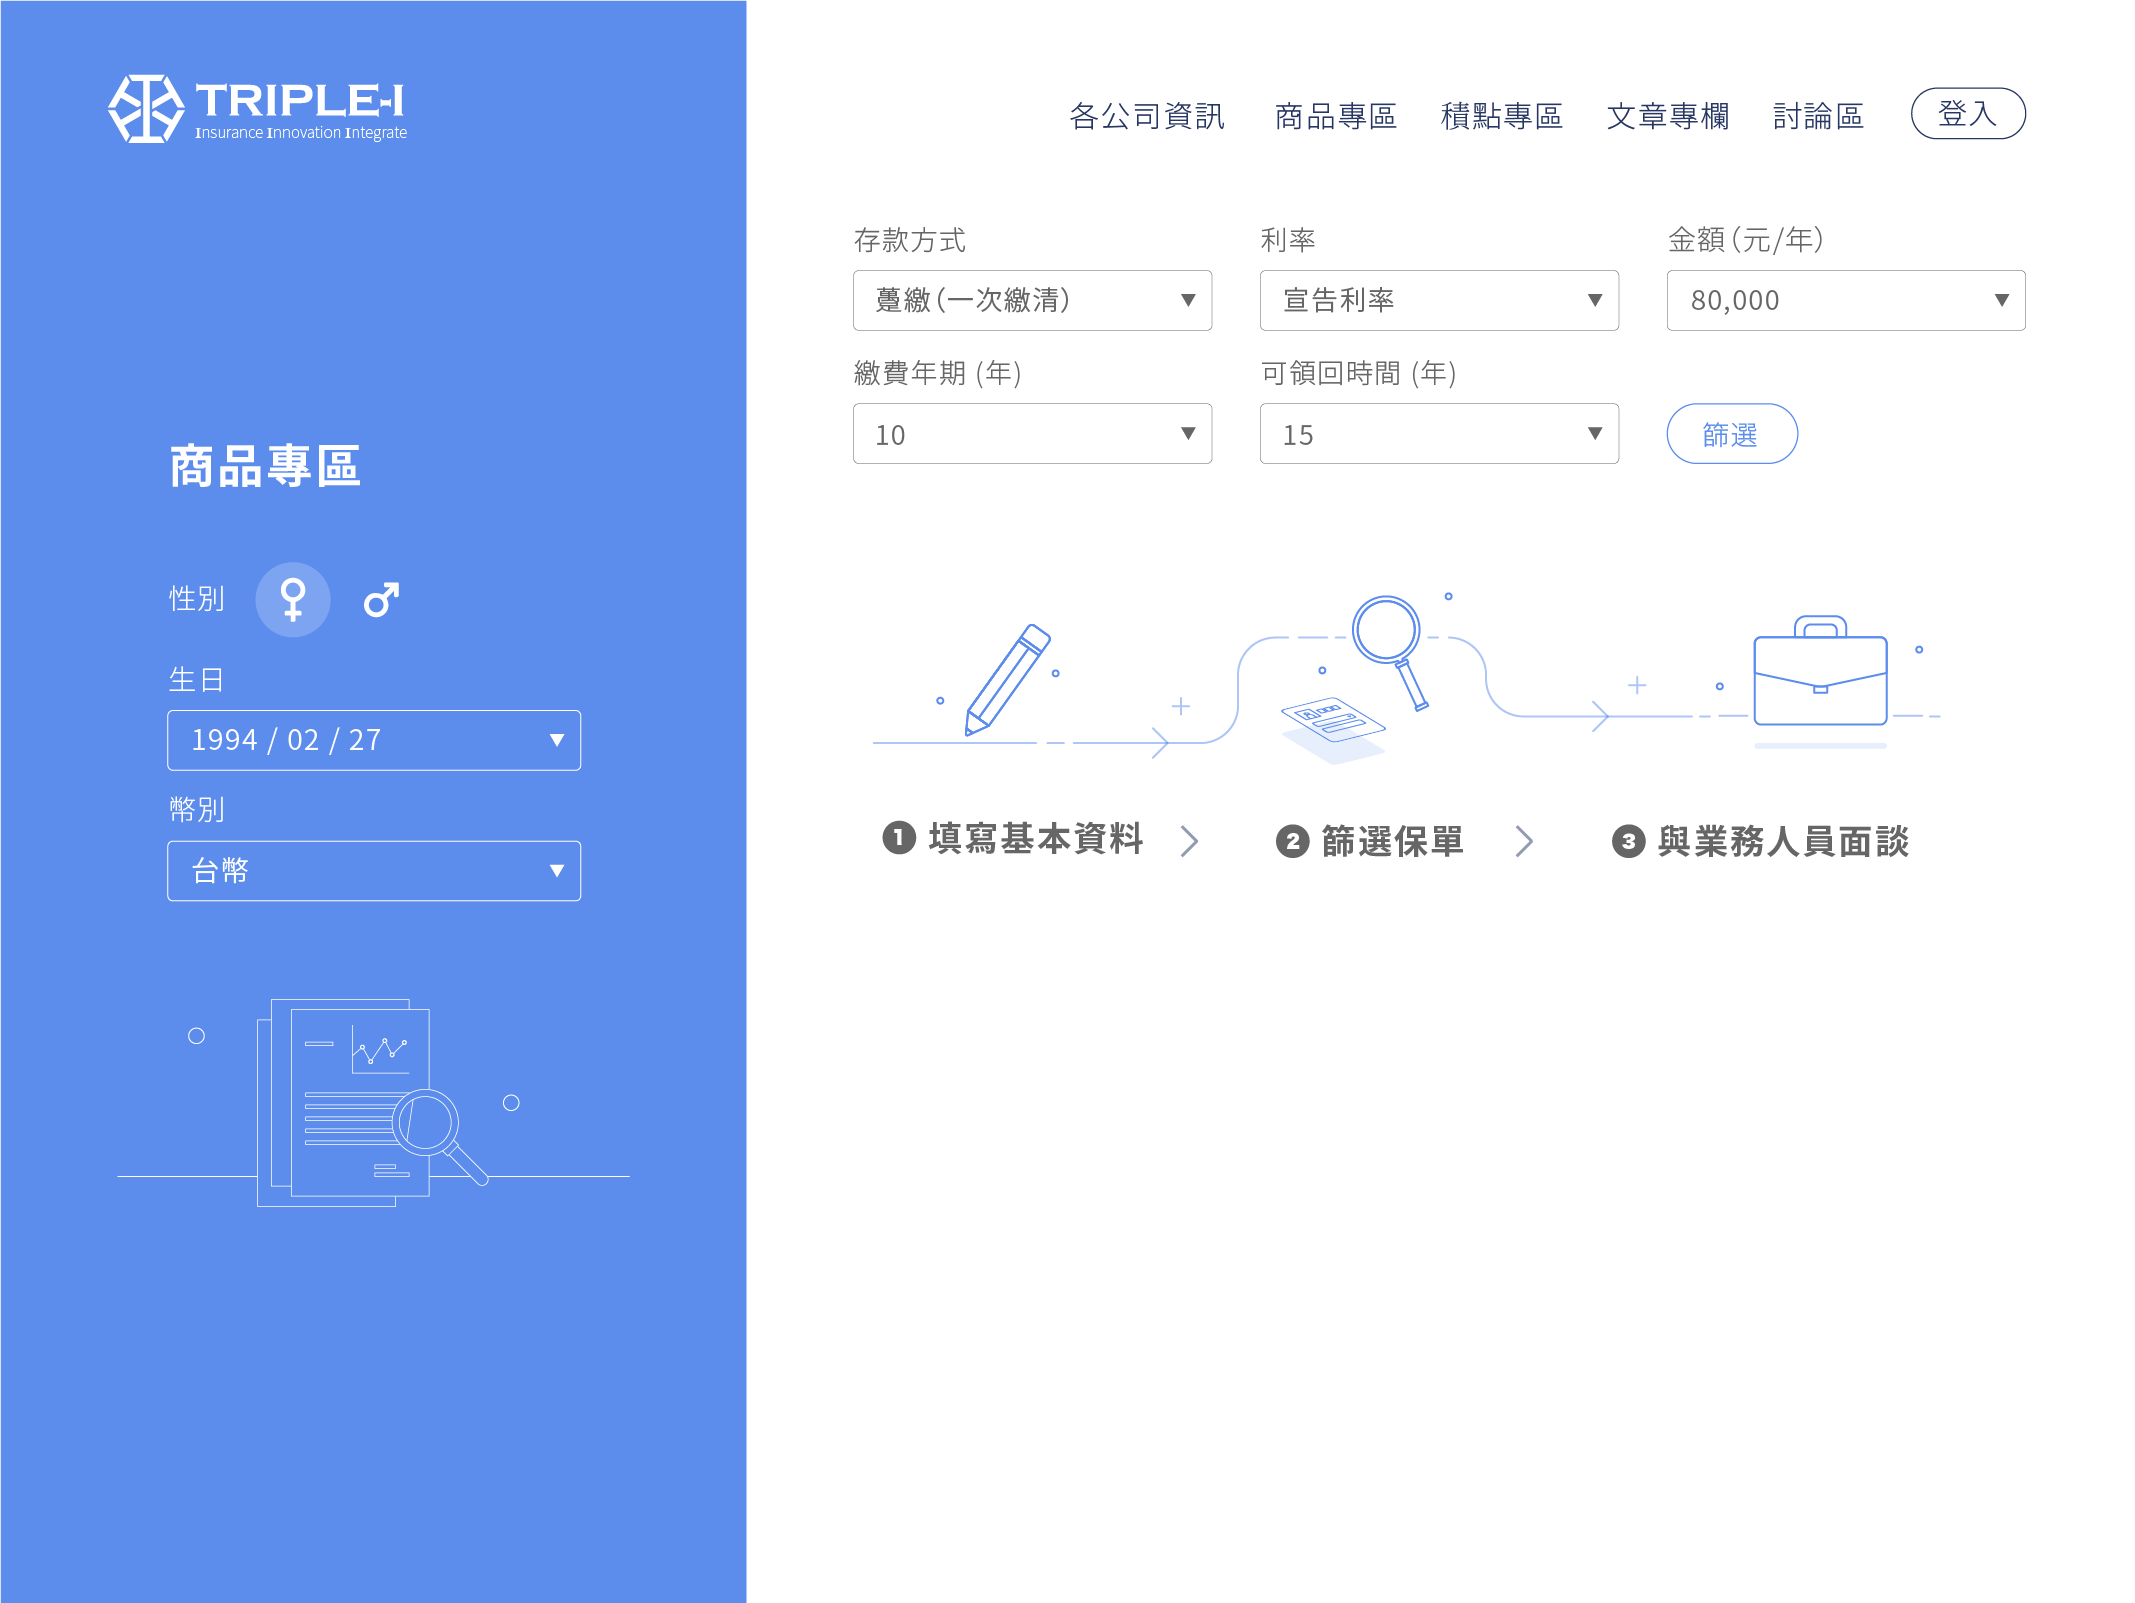 TRIPLE-I
Insurance Innovation Integrate
各公司資訊 商品專區 積點專區 文章專欄 討論區 登入
商品專區
性別
生日
1994 / 02 / 27
幣別
台幣
存款方式 利率 金額(元/年)
躉繳(一次繳清) 宣告利率 80,000
繳費年期 (年) 可領回時間 (年)
10 15 篩選
1 填寫基本資料 2 篩選保單 3 與業務人員面談